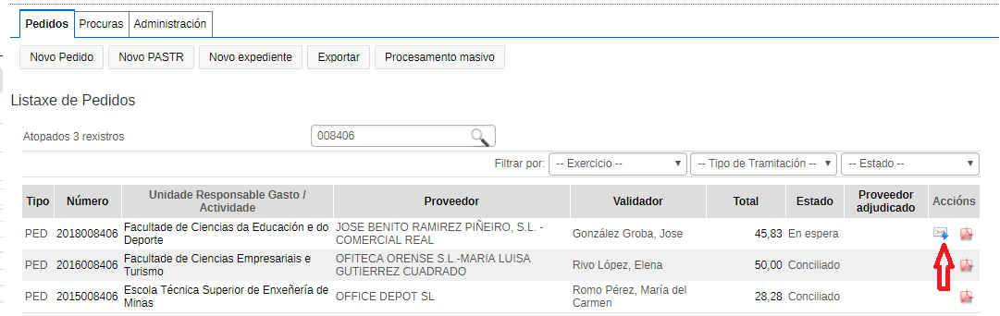 Pedidos Procuras Administración
Novo Pedido Novo PASTR Novo expediente Exportar Procesamento masivo
Listaxe de Pedidos
Atopados 3 rexistros 008406
Filtrar por: -- Exercicio -- -- Tipo de Tramitación -- -- Estado --
Tipo Número Unidade Responsable Gasto / Actividade Proveedor Validador Total Estado Proveedor adjudicado Accións
PED 2018008406 Facultade de Ciencias da Educación e do Deporte JOSE BENITO RAMIREZ PIÑEIRO, S.L. - COMERCIAL REAL González Groba, Jose 45,83 En espera
PED 2016008406 Facultade de Ciencias Empresariais e Turismo OFITECA ORENSE S.L.-MARIA LUISA GUTIERREZ CUADRADO Rivo López, Elena 50,00 Conciliado
PED 2015008406 Escola Técnica Superior de Enxeñería de Minas OFFICE DEPOT SL Romo Pérez, María del Carmen 28,28 Conciliado